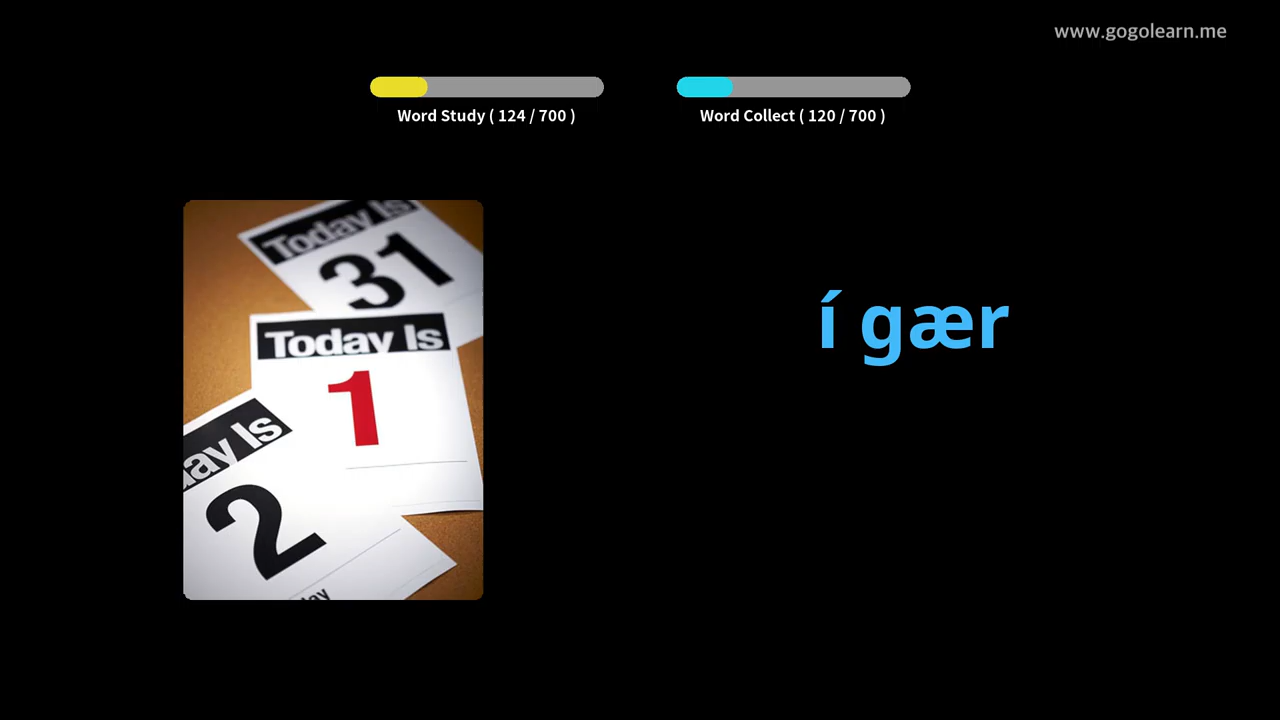 www.gogolearn.me
Word Study ( 124 / 700 )
Word Collect ( 120 / 700 )
Today Is
31
Today Is
1
ay Is
2
í gær